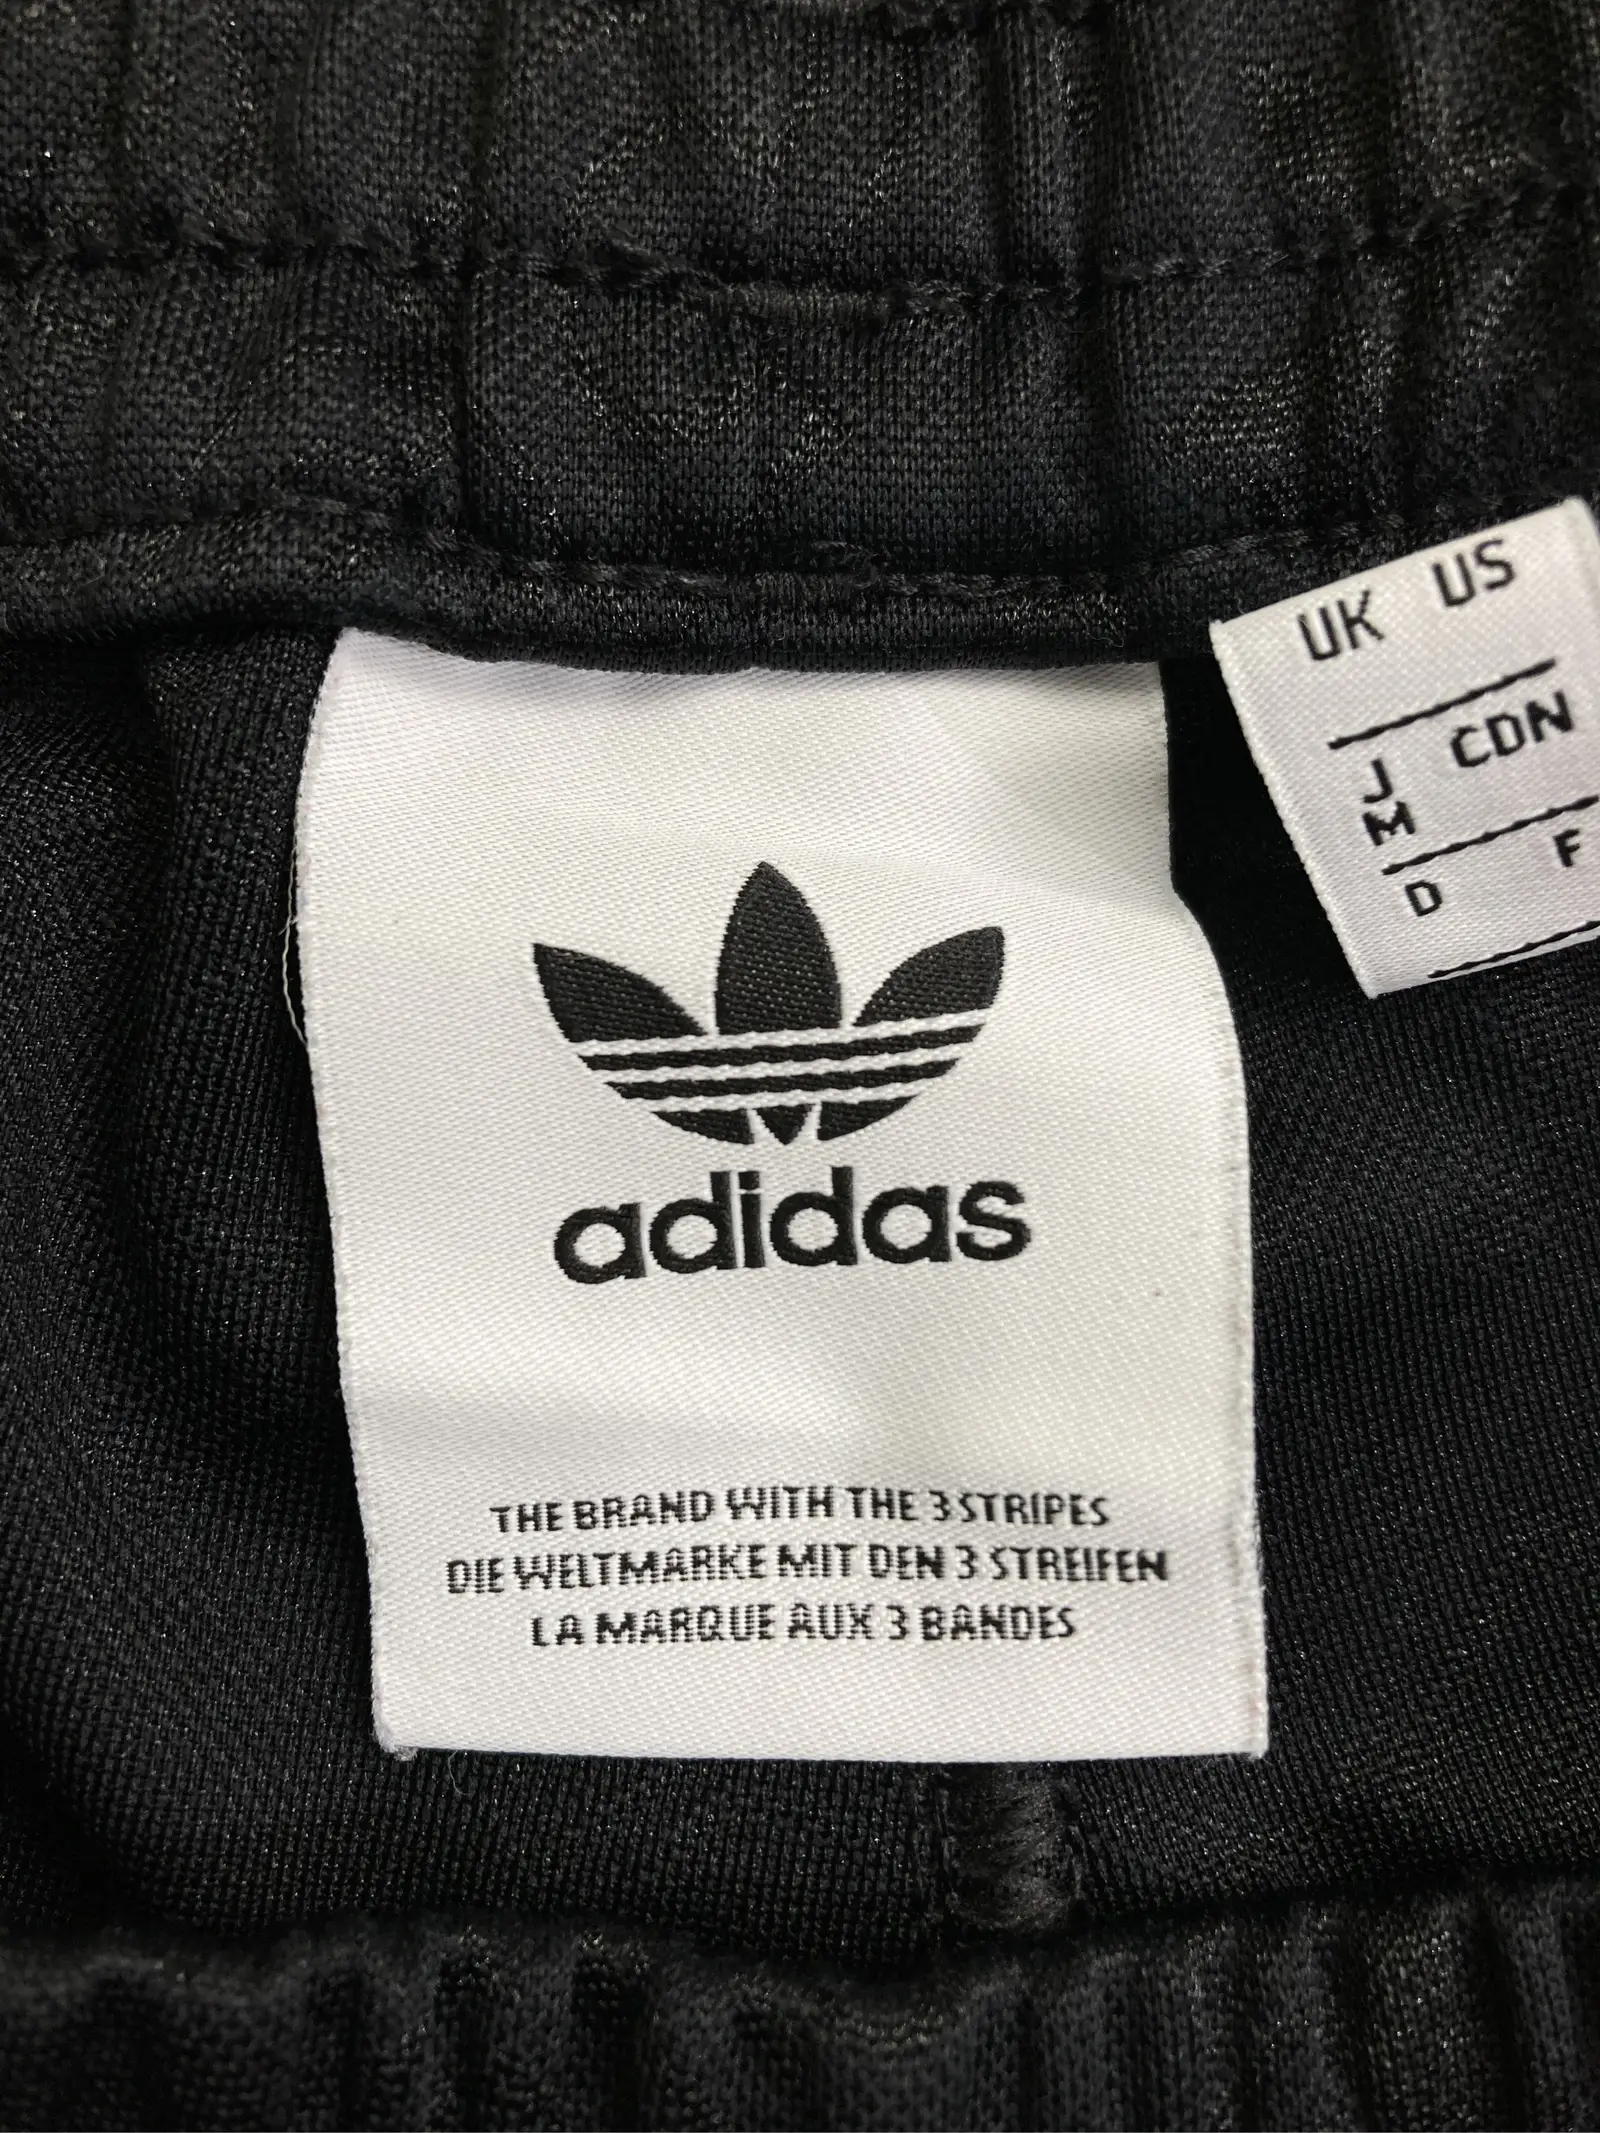 adidas
THE BRAND WITH THE 3 STRIPES
DIE WELTMARKE MIT DEN 3 STREIFEN
LA MARQUE AUX 3 BANDES
UK US
J CDN
M
D F